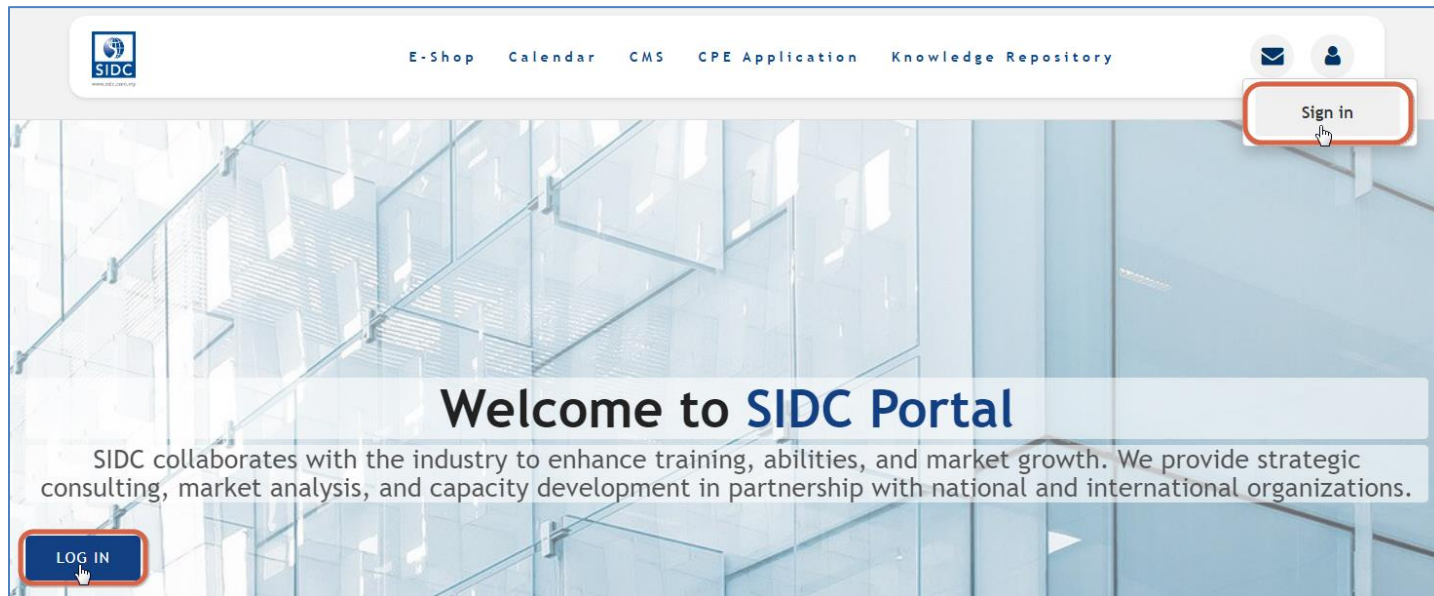 SIDC
www.sidc.com.my
E-Shop Calendar CMS CPE Application Knowledge Repository
Sign in
Welcome to SIDC Portal
SIDC collaborates with the industry to enhance training, abilities, and market growth. We provide strategic
consulting, market analysis, and capacity development in partnership with national and international organizations.
LOG IN